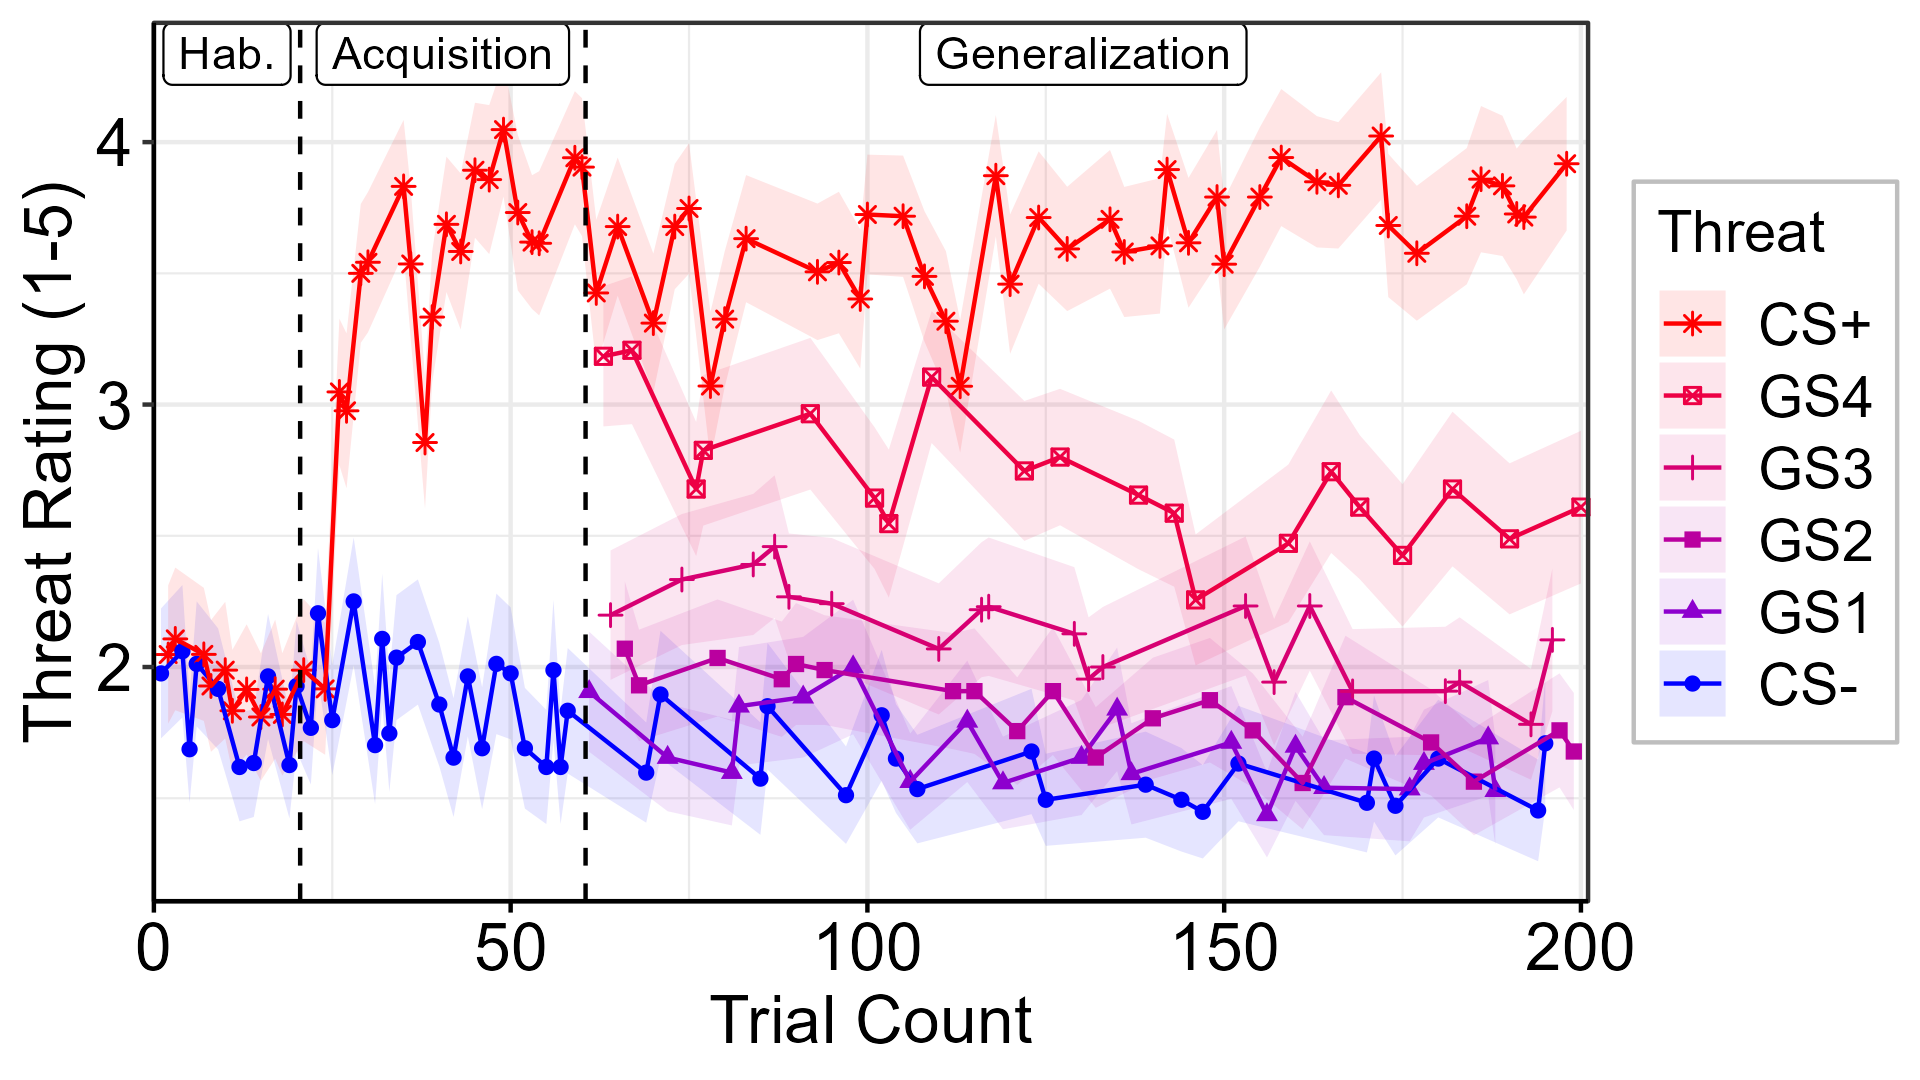 Hab.
Acquisition
Generalization
4
3
2
Threat Rating (1-5)
0
50
100
150
200
Trial Count
Threat
CS+
GS4
GS3
GS2
GS1
CS-